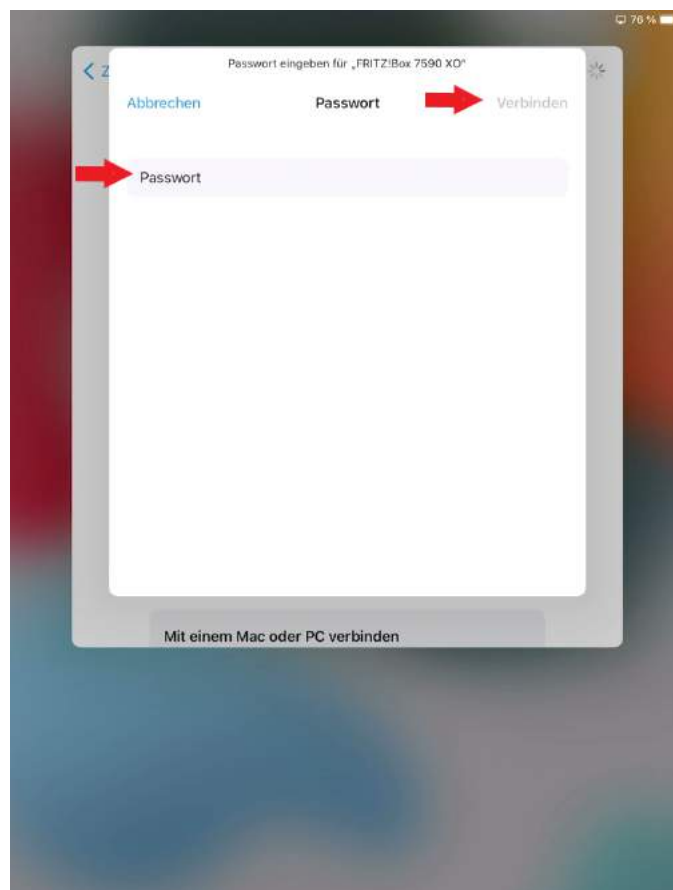 76 %
Z
Passwort eingeben für „FRITZ!Box 7590 XO“
Abbrechen
Passwort
Verbinden
Passwort
Mit einem Mac oder PC verbinden